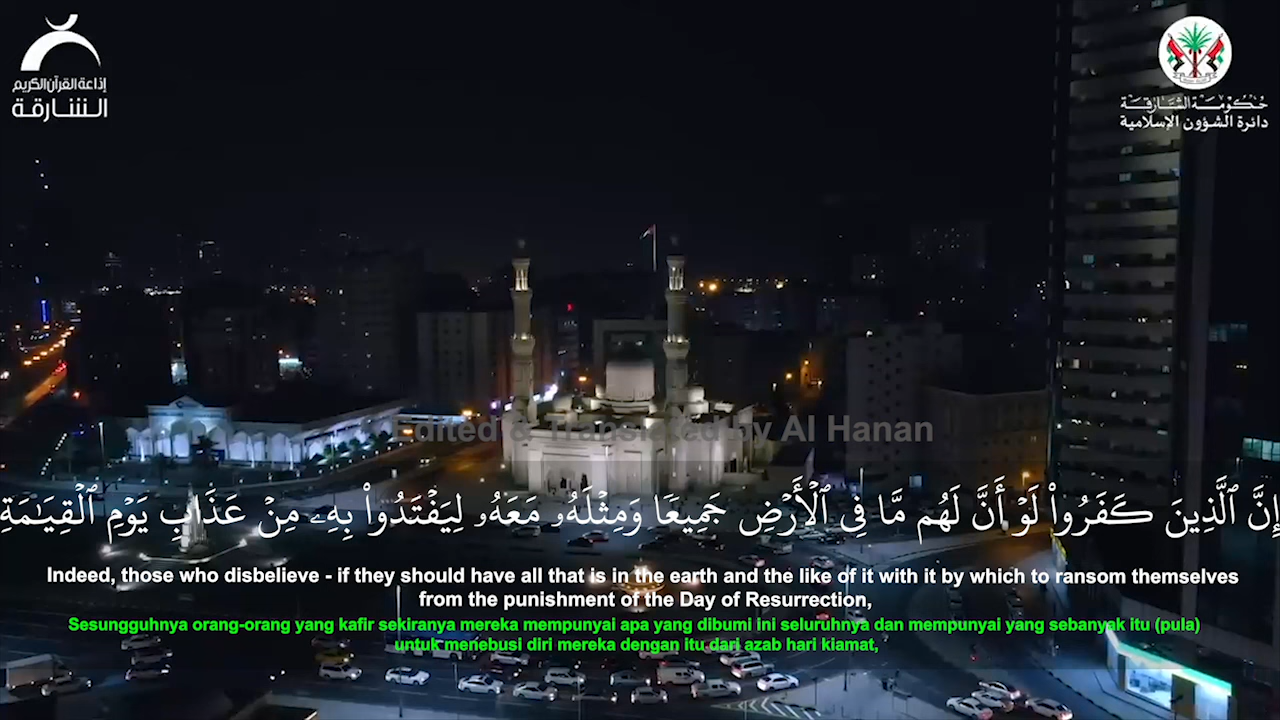 إذاعة القرآن الكريم
الشارقة
حكومة الشارقة
دائرة الشؤون الإسلامية
Edited & Translated by Al Hanan
إِنَّ ٱلَّذِينَ كَفَرُوا۟ لَوْ أَنَّ لَهُم مَّا فِى ٱلْأَرْضِ جَمِيعًا وَمِثْلَهُۥ مَعَهُۥ لِيَفْتَدُوا۟ بِهِۦ مِنْ عَذَابِ يَوْمِ ٱلْقِيَـٰمَةِ
Indeed, those who disbelieve - if they should have all that is in the earth and the like of it with it by which to ransom themselves
from the punishment of the Day of Resurrection,
Sesungguhnya orang-orang yang kafir sekiranya mereka mempunyai apa yang dibumi ini seluruhnya dan mempunyai yang sebanyak itu (pula)
untuk menebusi diri mereka dengan itu dari azab hari kiamat,